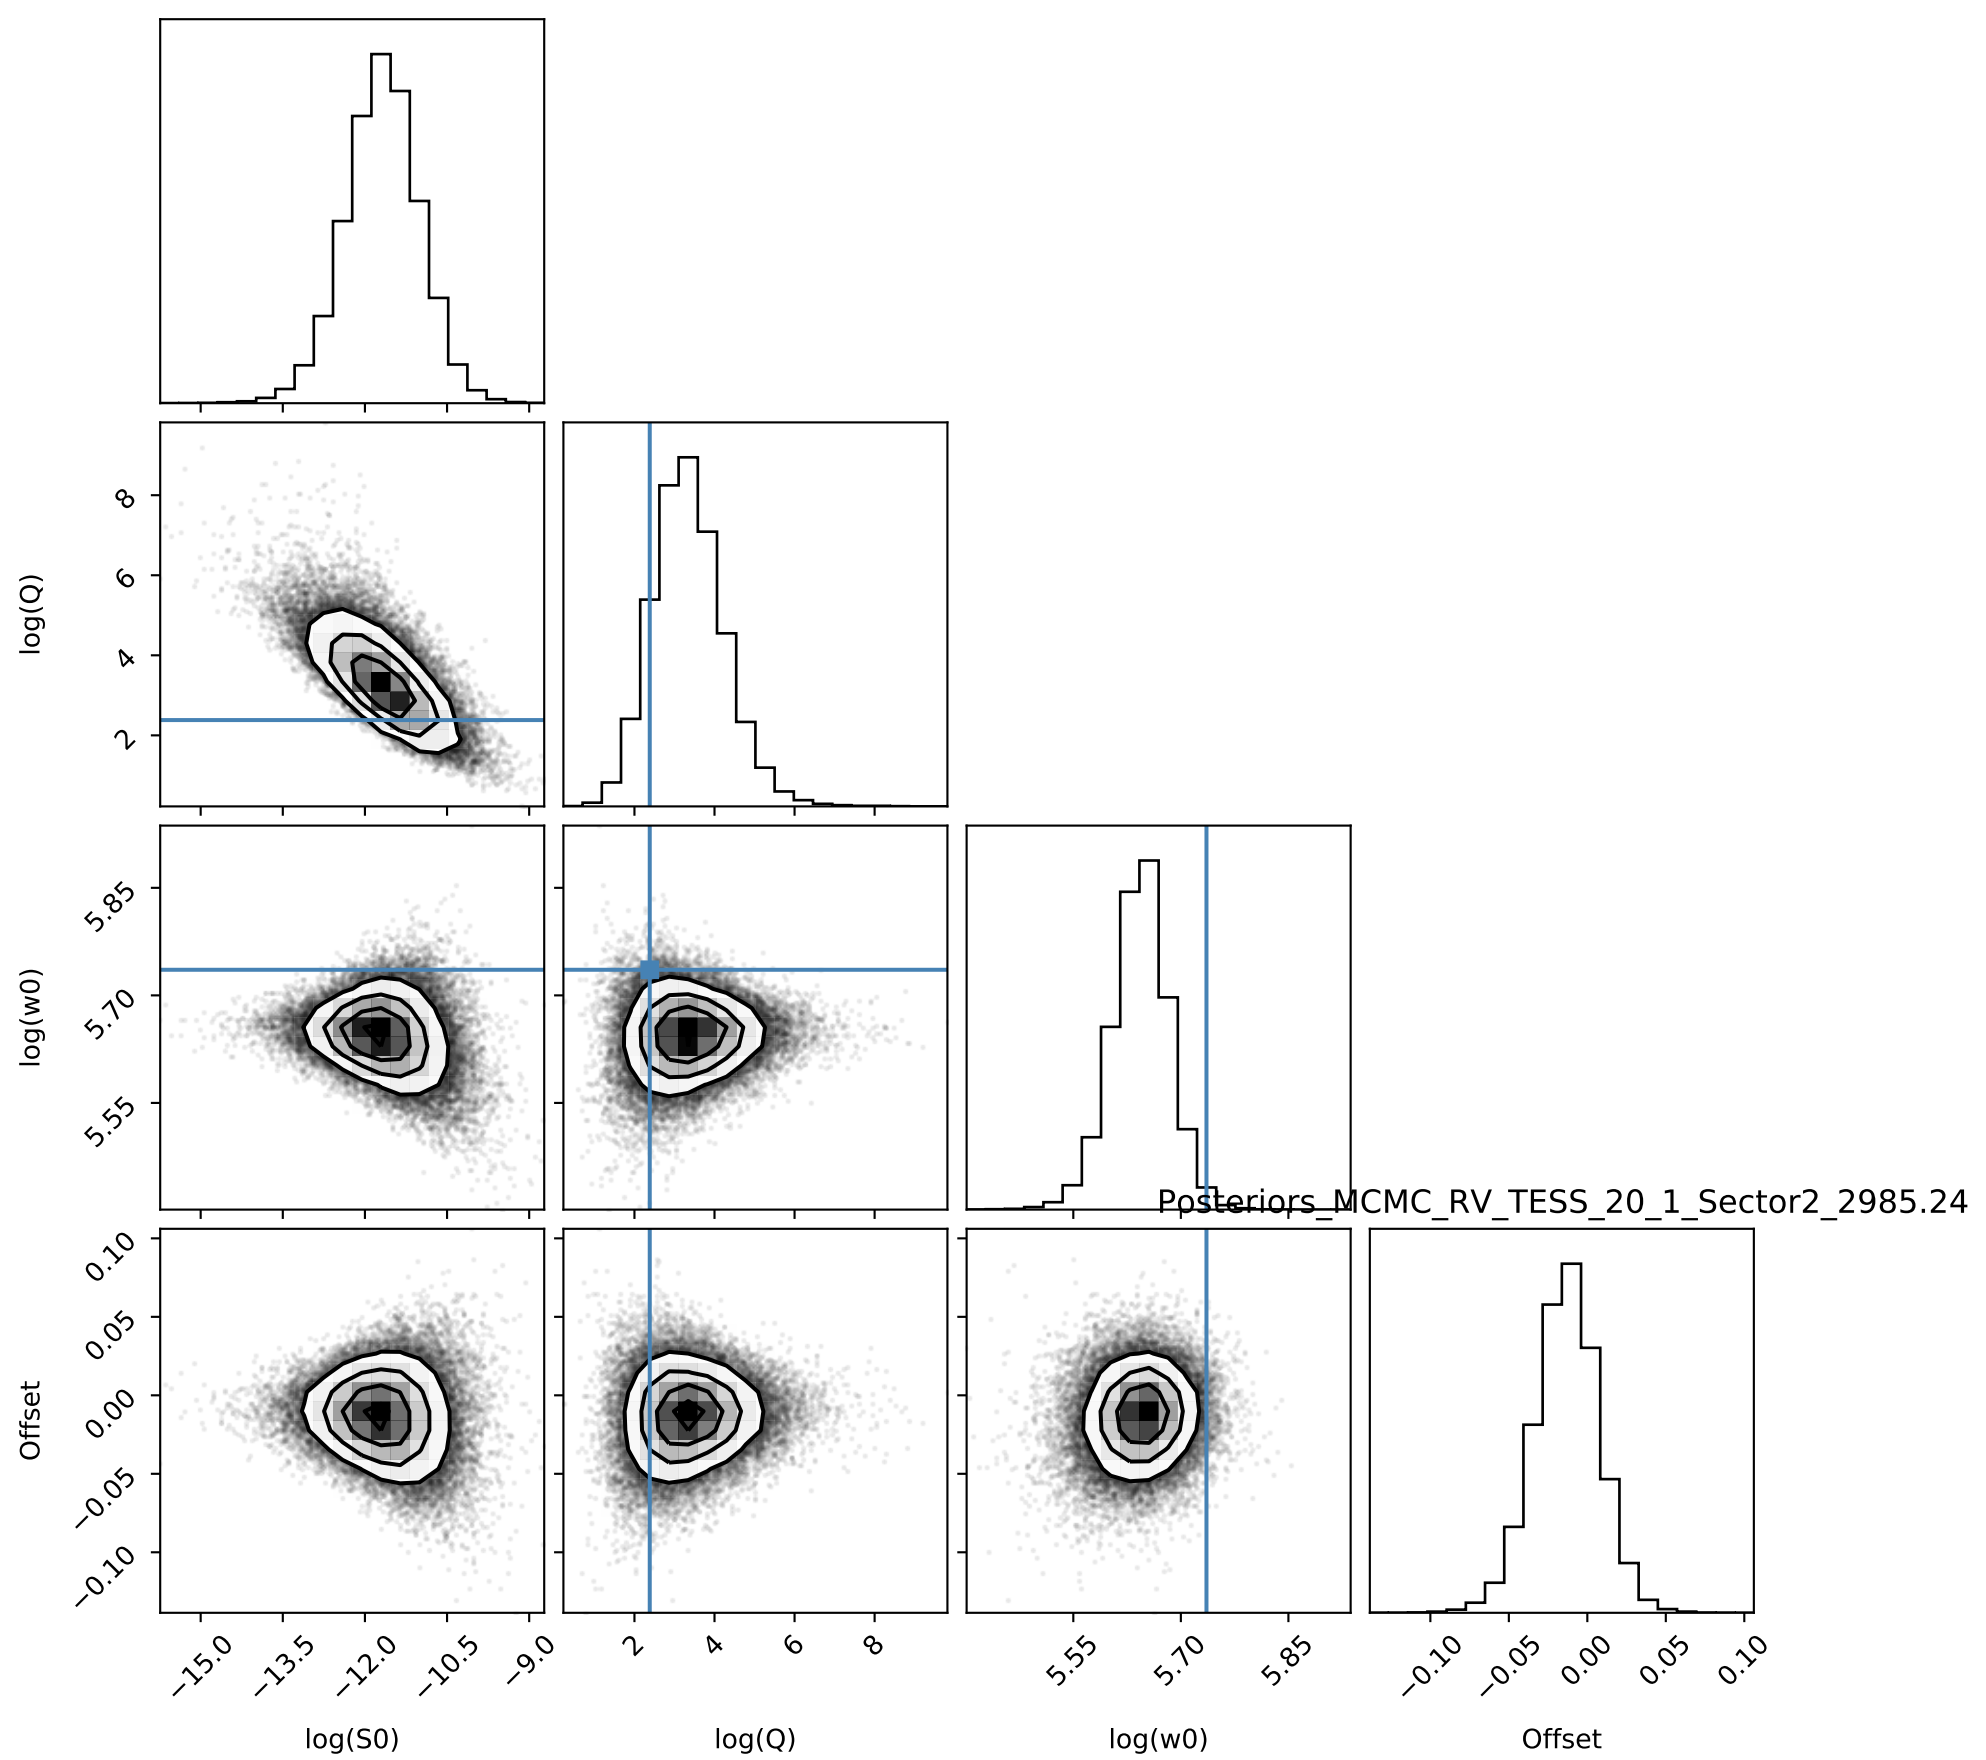 8
6
4
2
log(Q)
5.85
5.70
5.55
log(w0)
Posteriors_MCMC_RV_TESS_20_1_Sector2_2985.24
0.10
0.05
0.00
−0.05
−0.10
Offset
−15.0 −13.5 −12.0 −10.5 −9.0 2 4 6 8 5.55 5.70 5.85 −0.10 −0.05 0.00 0.05 0.10
log(S0) log(Q) log(w0) Offset